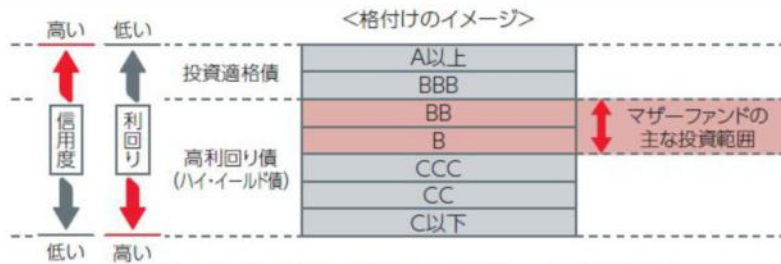 <格付けのイメージ>
高い 低い
投資適格債
A以上
BBB
信用度
利回り
高利回り債
(ハイ・イールド債)
BB
B
CCC
CC
C以下
マザーファンドの
主な投資範囲
低い 高い